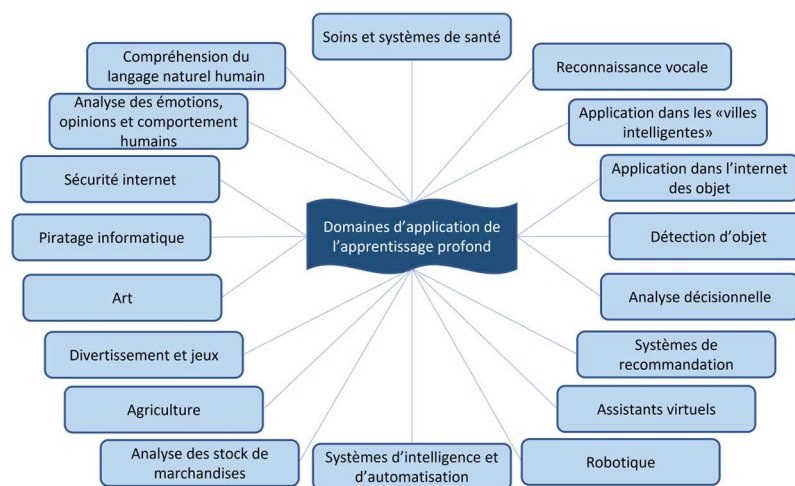 Soins et systèmes de santé
Compréhension du
langage naturel humain
Reconnaissance vocale
Analyse des émotions,
opinions et comportement
humains
Application dans les «villes
intelligentes»
Sécurité internet
Application dans l'internet
des objet
Domaines d'application de
l'apprentissage profond
Piratage informatique
Détection d'objet
Art
Analyse décisionnelle
Divertissement et jeux
Systèmes de
recommandation
Agriculture
Assistants virtuels
Analyse des stock de
marchandises
Systèmes d'intelligence et
d'automatisation
Robotique